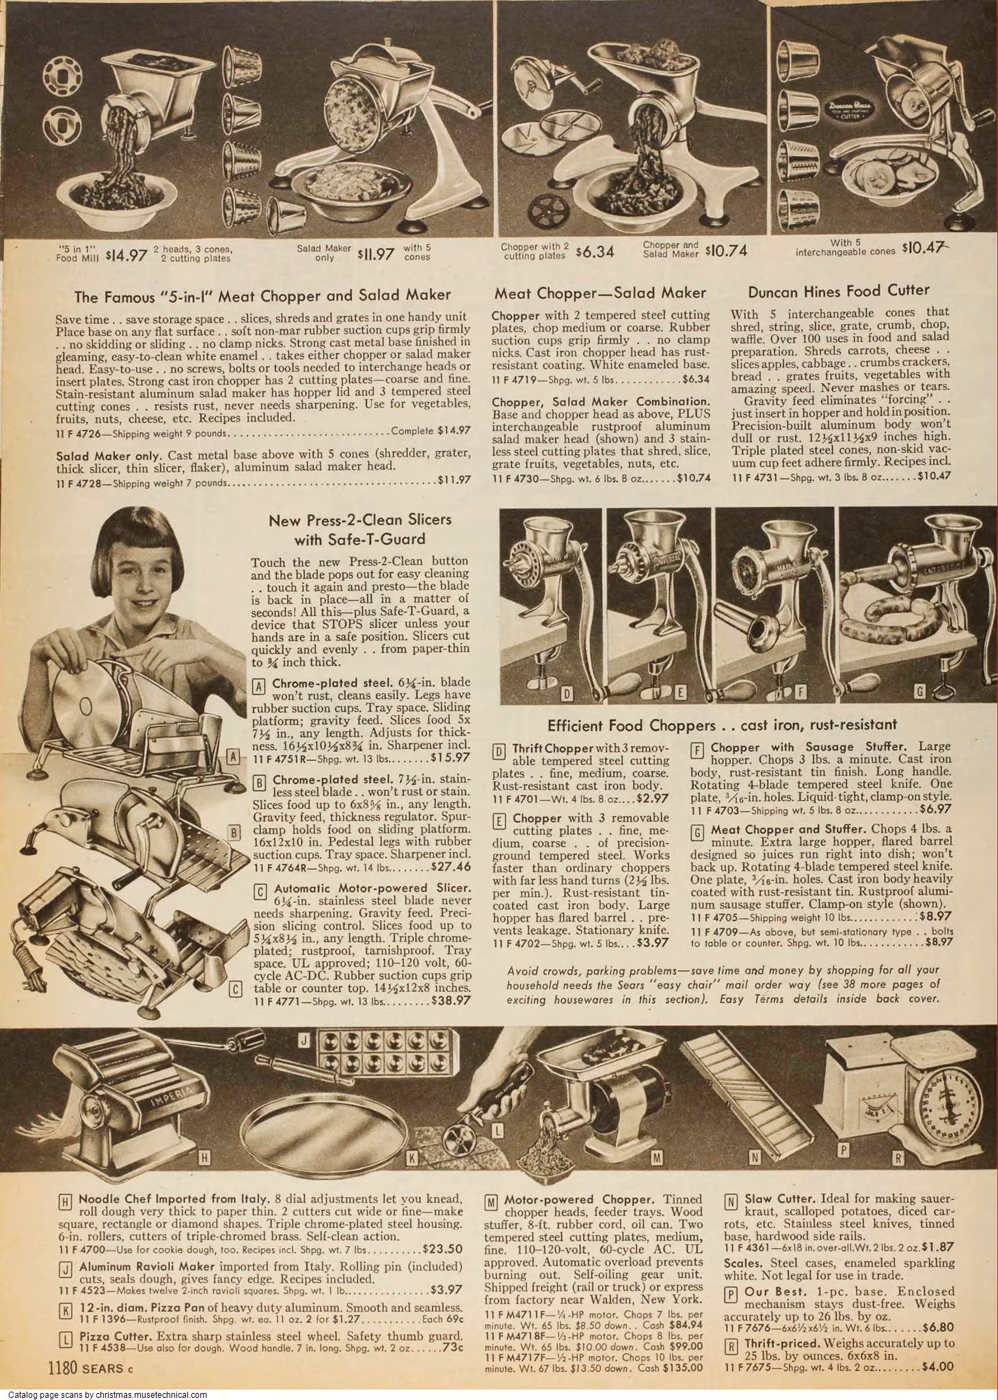 Duncan Hines
CUTTER
"5 in 1"
Food Mill $14.97 2 heads, 3 cones,
2 cutting plates
Salad Maker
only $11.97 with 5
cones
Chopper with 2
cutting plates $6.34
Chopper and
Salad Maker $10.74
With 5
interchangeable cones $10.47
The Famous "5-in-1" Meat Chopper and Salad Maker
Save time . . save storage space . . slices, shreds and grates in one handy unit
Place base on any flat surface . . soft non-mar rubber suction cups grip firmly
. . no skidding or sliding . . no clamp nicks. Strong cast metal base finished in
gleaming, easy-to-clean white enamel . . takes either chopper or salad maker
head. Easy-to-use . . no screws, bolts or tools needed to interchange heads or
insert plates. Strong cast iron chopper has 2 cutting plates—coarse and fine.
Stain-resistant aluminum salad maker has hopper lid and 3 tempered steel
cutting cones . . resists rust, never needs sharpening. Use for vegetables,
fruits, nuts, cheese, etc. Recipes included.
11 F 4726—Shipping weight 9 pounds. . . . . . . . . . . . . . . . . . . . . . . . . . . .Complete $14.97
Salad Maker only. Cast metal base above with 5 cones (shredder, grater,
thick slicer, thin slicer, flaker), aluminum salad maker head.
11 F 4728—Shipping weight 7 pounds. . . . . . . . . . . . . . . . . . . . . . . . . . . . . . . . . . . .$11.97
Meat Chopper—Salad Maker
Chopper with 2 tempered steel cutting
plates, chop medium or coarse. Rubber
suction cups grip firmly . . no clamp
nicks. Cast iron chopper head has rust-
resistant coating. White enameled base.
11 F 4719—Shpg. wt. 5 lbs. . . . . . . . . . . .$6.34
Chopper, Salad Maker Combination.
Base and chopper head as above, PLUS
interchangeable rustproof aluminum
salad maker head (shown) and 3 stain-
less steel cutting plates that shred, slice,
grate fruits, vegetables, nuts, etc.
11 F 4730—Shpg. wt. 6 lbs. 8 oz.......$10.74
Duncan Hines Food Cutter
With 5 interchangeable cones that
shred, string, slice, grate, crumb, chop,
waffle. Over 100 uses in food and salad
preparation. Shreds carrots, cheese . .
slices apples, cabbage . . crumbs crackers,
bread . . grates fruits, vegetables with
amazing speed. Never mashes or tears.
Gravity feed eliminates "forcing" . .
just insert in hopper and hold in position.
Precision-built aluminum body won't
dull or rust. 12½x11½x9 inches high.
Triple plated steel cones, non-skid vac-
uum cup feet adhere firmly. Recipes incl.
11 F 4731—Shpg. wt. 3 lbs. 8 oz.......$10.47
New Press-2-Clean Slicers
with Safe-T-Guard
Touch the new Press-2-Clean button
and the blade pops out for easy cleaning
. . touch it again and presto—the blade
is back in place—all in a matter of
seconds! All this—plus Safe-T-Guard, a
device that STOPS slicer unless your
hands are in a safe position. Slicers cut
quickly and evenly . . from paper-thin
to ¾ inch thick.
A Chrome-plated steel. 6¼-in. blade
won't rust, cleans easily. Legs have
rubber suction cups. Tray space. Sliding
platform; gravity feed. Slices food 5x
7½ in., any length. Adjusts for thick-
ness. 16½x10½x8¾ in. Sharpener incl.
11 F 4751R—Shpg. wt. 13 lbs........$15.97
B Chrome-plated steel. 7½-in. stain-
less steel blade . . won't rust or stain.
Slices food up to 6x8⅜ in., any length.
Gravity feed, thickness regulator. Spur-
clamp holds food on sliding platform.
16x12x10 in. Pedestal legs with rubber
suction cups. Tray space. Sharpener incl.
11 F 4764R—Shpg. wt. 14 lbs........$27.46
C Automatic Motor-powered Slicer.
6¼-in. stainless steel blade never
needs sharpening. Gravity feed. Preci-
sion slicing control. Slices food up to
5¼x8½ in., any length. Triple chrome-
plated; rustproof, tarnishproof. Tray
space. UL approved; 110–120 volt, 60-
cycle AC-DC. Rubber suction cups grip
table or counter top. 14½x12x8 inches.
11 F 4771—Shpg. wt. 13 lbs.........$38.97
A
B
C
D
E
F
G
Efficient Food Choppers . . cast iron, rust-resistant
D Thrift Chopper with 3 remov-
able tempered steel cutting
plates . . fine, medium, coarse.
Rust-resistant cast iron body.
11 F 4701—Wt. 4 lbs. 8 oz....$2.97
E Chopper with 3 removable
cutting plates . . fine, me-
dium, coarse . . of precision-
ground tempered steel. Works
faster than ordinary choppers
with far less hand turns (2½ lbs.
per min.). Rust-resistant tin-
coated cast iron body. Large
hopper has flared barrel . . pre-
vents leakage. Stationary knife.
11 F 4702—Shpg. wt. 5 lbs....$3.97
F Chopper with Sausage Stuffer. Large
hopper. Chops 3 lbs. a minute. Cast iron
body, rust-resistant tin finish. Long handle.
Rotating 4-blade tempered steel knife. One
plate, 3/16-in. holes. Liquid-tight, clamp-on style.
11 F 4703—Shipping wt. 5 lbs. 8 oz...........$6.97
G Meat Chopper and Stuffer. Chops 4 lbs. a
minute. Extra large hopper, flared barrel
designed so juices run right into dish; won't
back up. Rotating 4-blade tempered steel knife.
One plate, 3/16-in. holes. Cast iron body heavily
coated with rust-resistant tin. Rustproof alumi-
num sausage stuffer. Clamp-on style (shown).
11 F 4705—Shipping weight 10 lbs............$8.97
11 F 4709—As above, but semi-stationary type . . bolts
to table or counter. Shpg. wt. 10 lbs...........$8.97
Avoid crowds, parking problems—save time and money by shopping for all your
household needs the Sears "easy chair" mail order way (see 38 more pages of
exciting housewares in this section). Easy Terms details inside back cover.
IMPERIA
H
J
K
L
M
N
P
R
H Noodle Chef Imported from Italy. 8 dial adjustments let you knead,
roll dough very thick to paper thin. 2 cutters cut wide or fine—make
square, rectangle or diamond shapes. Triple chrome-plated steel housing.
6-in. rollers, cutters of triple-chromed brass. Self-clean action.
11 F 4700—Use for cookie dough, too. Recipes incl. Shpg. wt. 7 lbs..........$23.50
J Aluminum Ravioli Maker imported from Italy. Rolling pin (included)
cuts, seals dough, gives fancy edge. Recipes included.
11 F 4523—Makes twelve 2-inch ravioli squares. Shpg. wt. 1 lb..............$3.97
K 12-in. diam. Pizza Pan of heavy duty aluminum. Smooth and seamless.
11 F 1396—Rustproof finish. Shpg. wt. ea. 11 oz. 2 for $1.27..........Each 69c
L Pizza Cutter. Extra sharp stainless steel wheel. Safety thumb guard.
11 F 4538—Use also for dough. Wood handle. 7 in. long. Shpg. wt. 2 oz......73c
M Motor-powered Chopper. Tinned
chopper heads, feeder trays. Wood
stuffer, 8-ft. rubber cord, oil can. Two
tempered steel cutting plates, medium,
fine. 110–120-volt, 60-cycle AC. UL
approved. Automatic overload prevents
burning out. Self-oiling gear unit.
Shipped freight (rail or truck) or express
from factory near Walden, New York.
11 F M4711F—¼-HP motor. Chops 7 lbs. per
minute. Wt. 65 lbs. $8.50 down. . Cash $84.94
11 F M4718F—⅓-HP motor. Chops 8 lbs. per
minute. Wt. 65 lbs. $10.00 down. Cash $99.00
11 F M4717F—½-HP motor. Chops 10 lbs. per
minute. Wt. 67 lbs. $13.50 down. Cash $135.00
N Slaw Cutter. Ideal for making sauer-
kraut, scalloped potatoes, diced car-
rots, etc. Stainless steel knives, tinned
base, hardwood side rails.
11 F 4361—6x18 in. over-all. Wt. 2 lbs. 2 oz. $1.87
Scales. Steel cases, enameled sparkling
white. Not legal for use in trade.
P Our Best. 1-pc. base. Enclosed
mechanism stays dust-free. Weighs
accurately up to 26 lbs. by oz.
11 F 7676—6x6½x6½ in. Wt. 6 lbs.......$6.80
R Thrift-priced. Weighs accurately up to
25 lbs. by ounces. 6x6x8 in.
11 F 7675—Shpg. wt. 4 lbs. 2 oz.........$4.00
1180 SEARS C
Catalog page scans by christmas.musetechnical.com